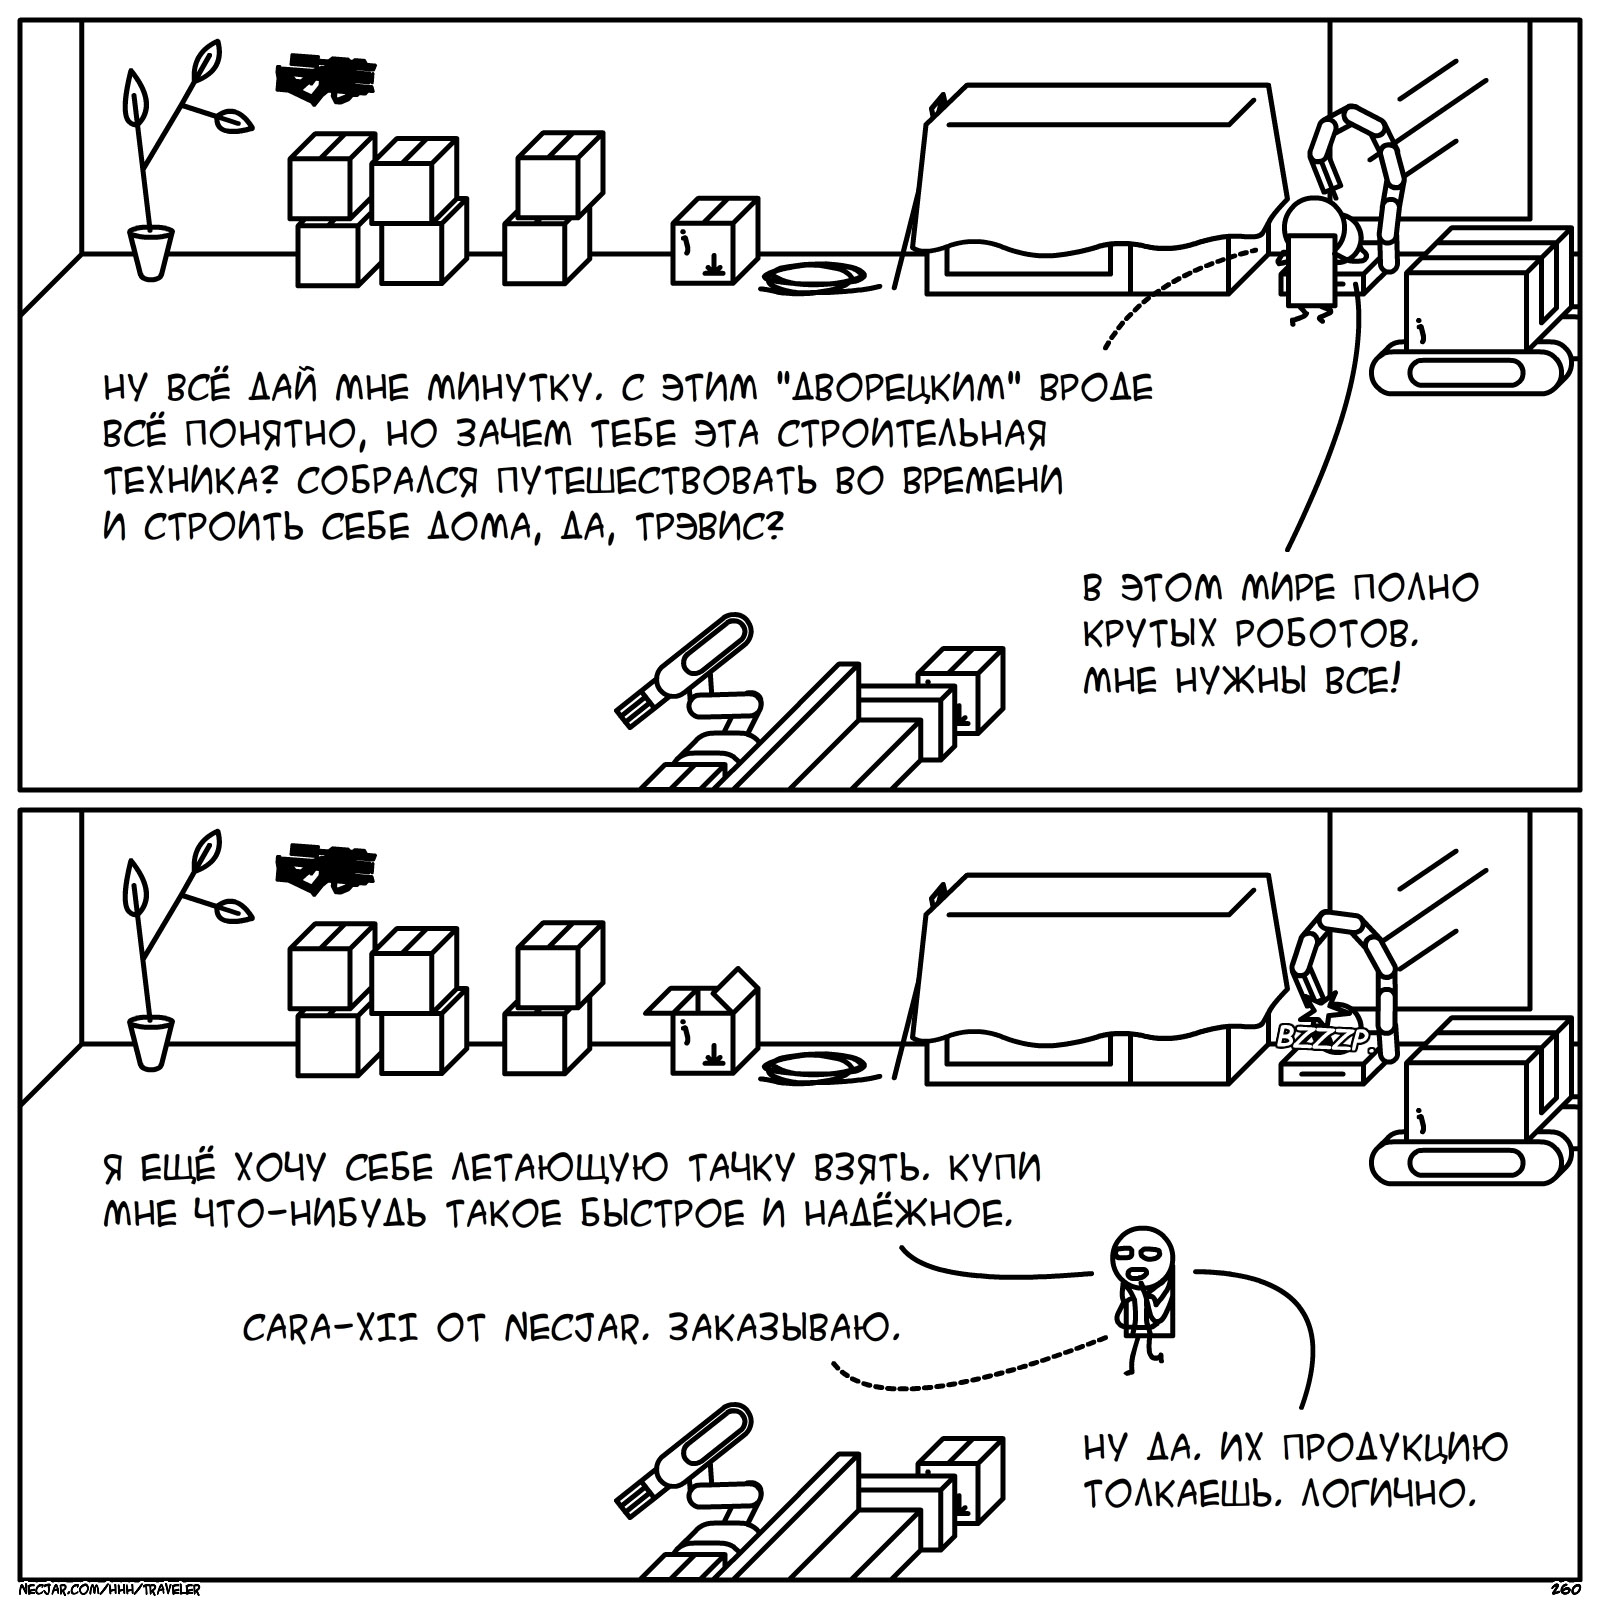 НУ ВСЁ ДАЙ МНЕ МИНУТКУ. С ЭТИМ "ДВОРЕЦКИМ" ВРОДЕ
ВСЁ ПОНЯТНО, НО ЗАЧЕМ ТЕБЕ ЭТА СТРОИТЕЛЬНАЯ
ТЕХНИКА? СОБРАЛСЯ ПУТЕШЕСТВОВАТЬ ВО ВРЕМЕНИ
И СТРОИТЬ СЕБЕ ДОМА, ДА, ТРЭВИС?
В ЭТОМ МИРЕ ПОЛНО
КРУТЫХ РОБОТОВ.
МНЕ НУЖНЫ ВСЕ!
BZZZP.
Я ЕЩЁ ХОЧУ СЕБЕ ЛЕТАЮЩУЮ ТАЧКУ ВЗЯТЬ. КУПИ
МНЕ ЧТО-НИБУДЬ ТАКОЕ БЫСТРОЕ И НАДЁЖНОЕ.
CARA-XII ОТ NECJAR. ЗАКАЗЫВАЮ.
НУ ДА. ИХ ПРОДУКЦИЮ
ТОЛКАЕШЬ. ЛОГИЧНО.
NECJAR.COM/HHH/TRAVELER
260